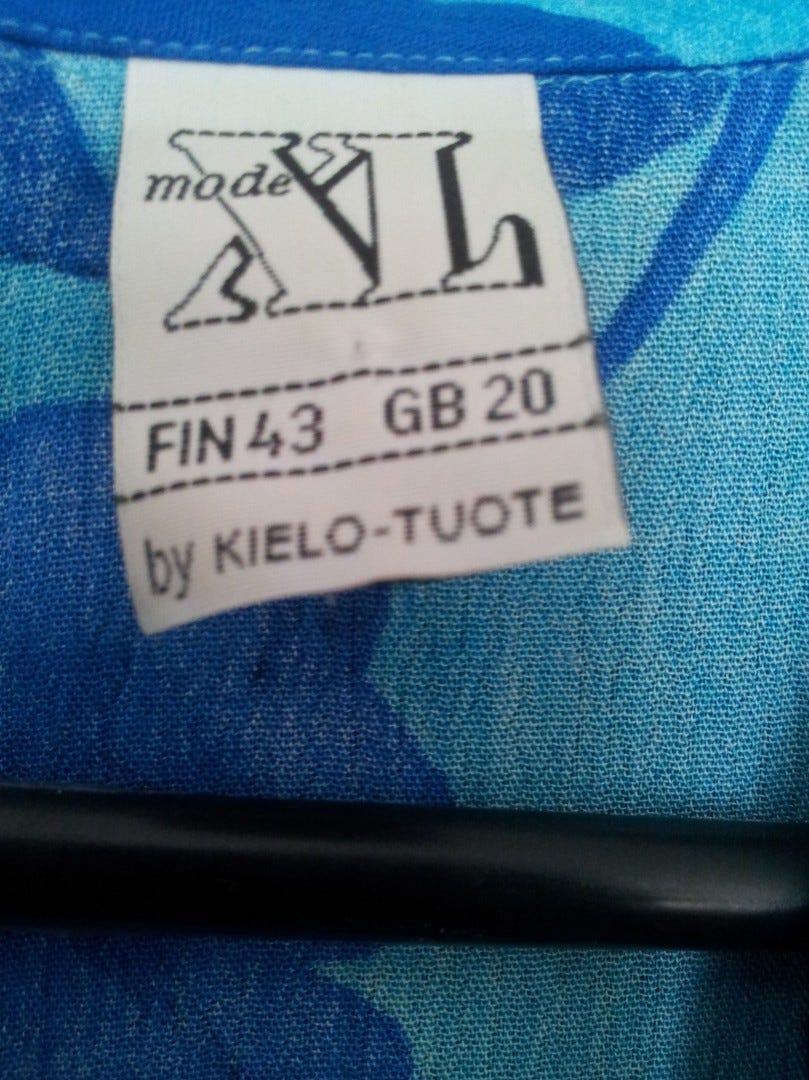 mode XL
FIN 43 GB 20
by KIELO-TUOTE